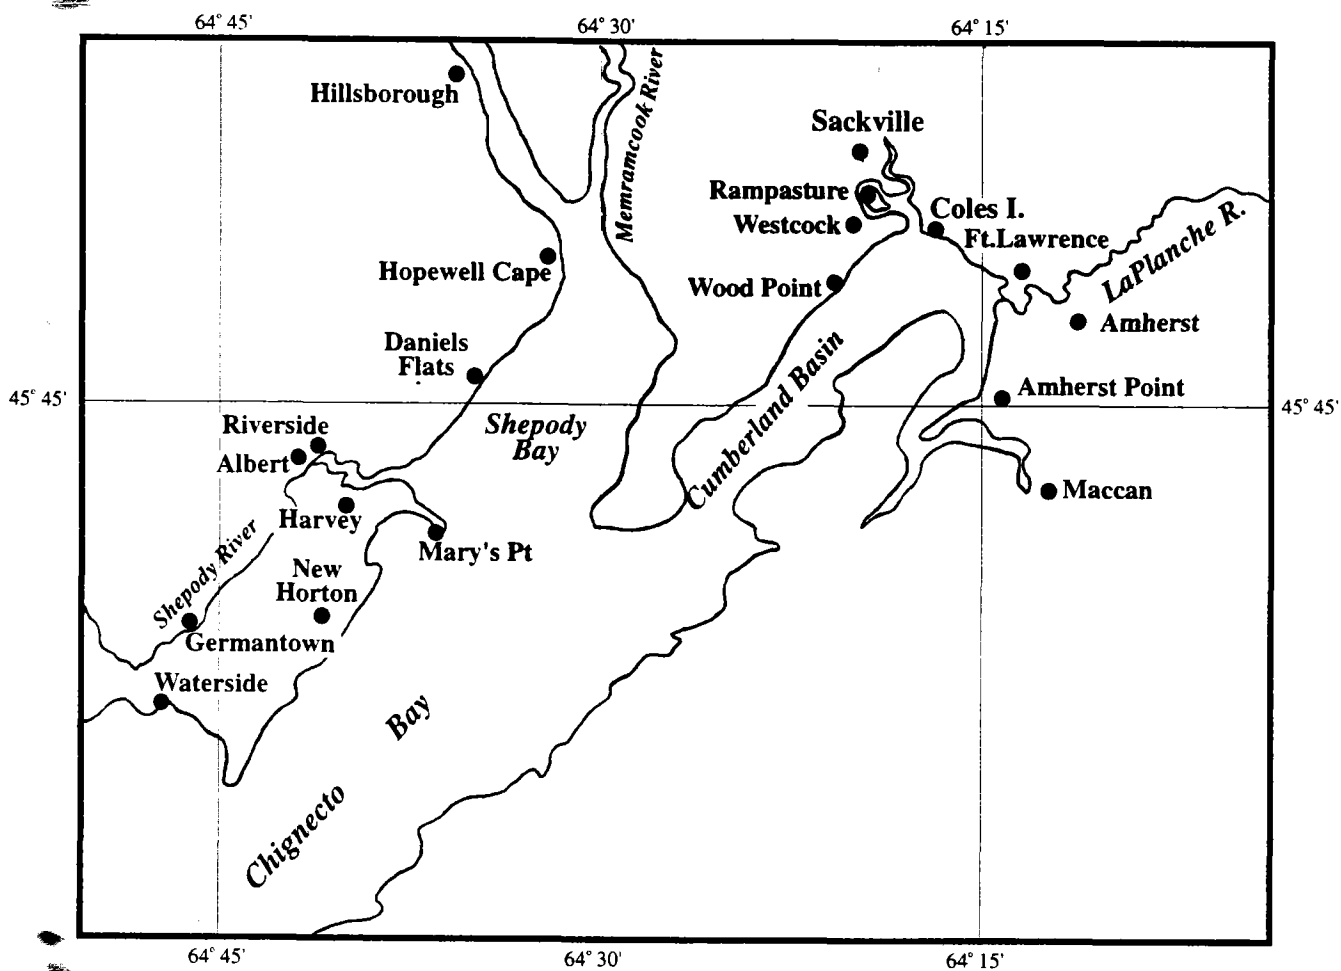 64° 45'
64° 30'
64° 15'
Hillsborough
Memramcook River
Sackville
Rampasture
Westcock
Coles I.
Ft.Lawrence
LaPlanche R.
Hopewell Cape
Wood Point
Amherst
Daniels
Flats
Cumberland Basin
Amherst Point
45° 45'
45° 45'
Shepody
Bay
Riverside
Albert
Maccan
Harvey
Mary's Pt
Shepody River
New
Horton
Germantown
Waterside
Chignecto
Bay
64° 45'
64° 30'
64° 15'